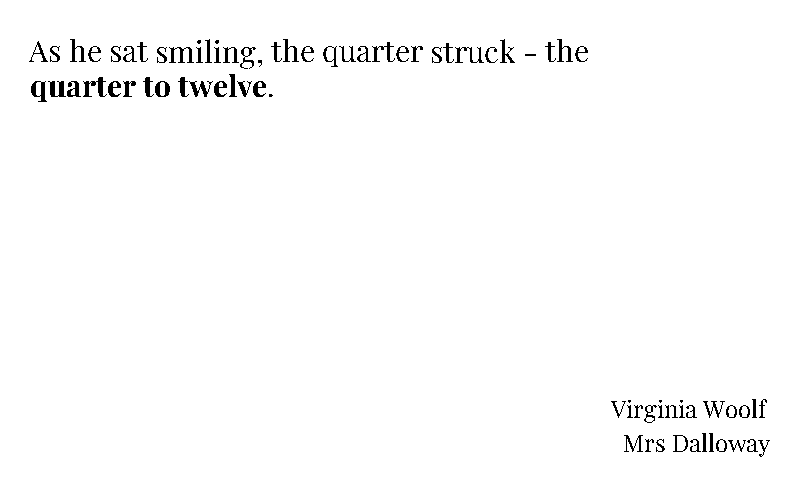 As he sat smiling, the quarter struck – the
quarter to twelve.
Virginia Woolf
Mrs Dalloway